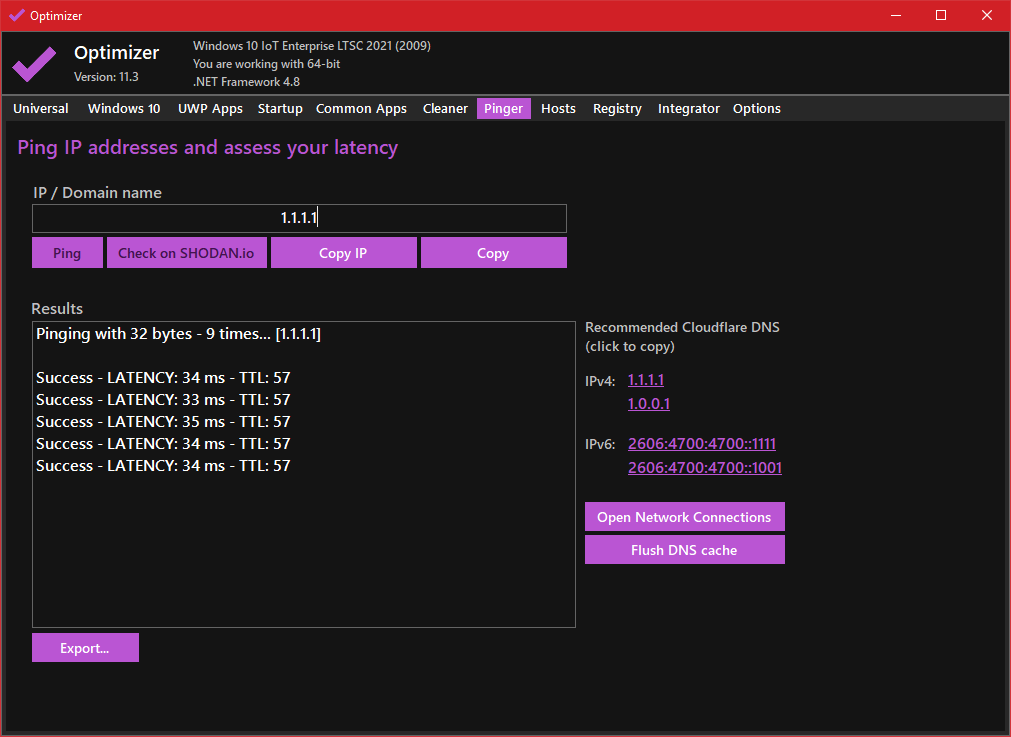 Optimizer
Optimizer
Version: 11.3
Windows 10 IoT Enterprise LTSC 2021 (2009)
You are working with 64-bit
.NET Framework 4.8
Universal Windows 10 UWP Apps Startup Common Apps Cleaner Pinger Hosts Registry Integrator Options
Ping IP addresses and assess your latency
IP / Domain name
1.1.1.1
Ping Check on SHODAN.io Copy IP Copy
Results
Pinging with 32 bytes - 9 times... [1.1.1.1]
Success - LATENCY: 34 ms - TTL: 57
Success - LATENCY: 33 ms - TTL: 57
Success - LATENCY: 35 ms - TTL: 57
Success - LATENCY: 34 ms - TTL: 57
Success - LATENCY: 34 ms - TTL: 57
Recommended Cloudflare DNS
(click to copy)
IPv4: 1.1.1.1
1.0.0.1
IPv6: 2606:4700:4700::1111
2606:4700:4700::1001
Open Network Connections
Flush DNS cache
Export...